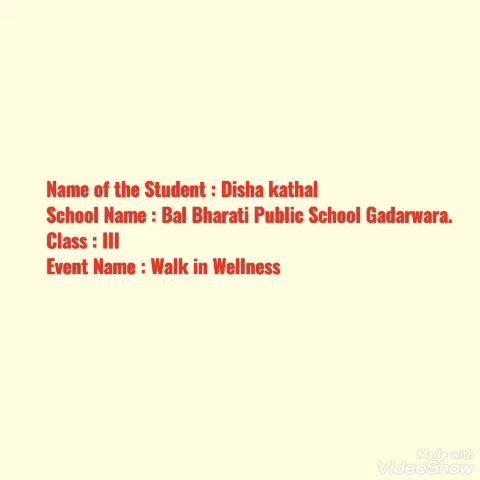 Name of the Student : Disha kathal
School Name : Bal Bharati Public School Gadarwara.
Class : III
Event Name : Walk in Wellness
Made with
VideoShow